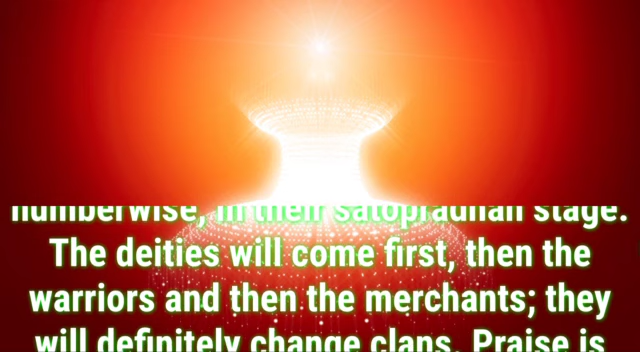 numberwise, in their satopradhan stage.
The deities will come first, then the
warriors and then the merchants; they
will definitely change clans. Praise is